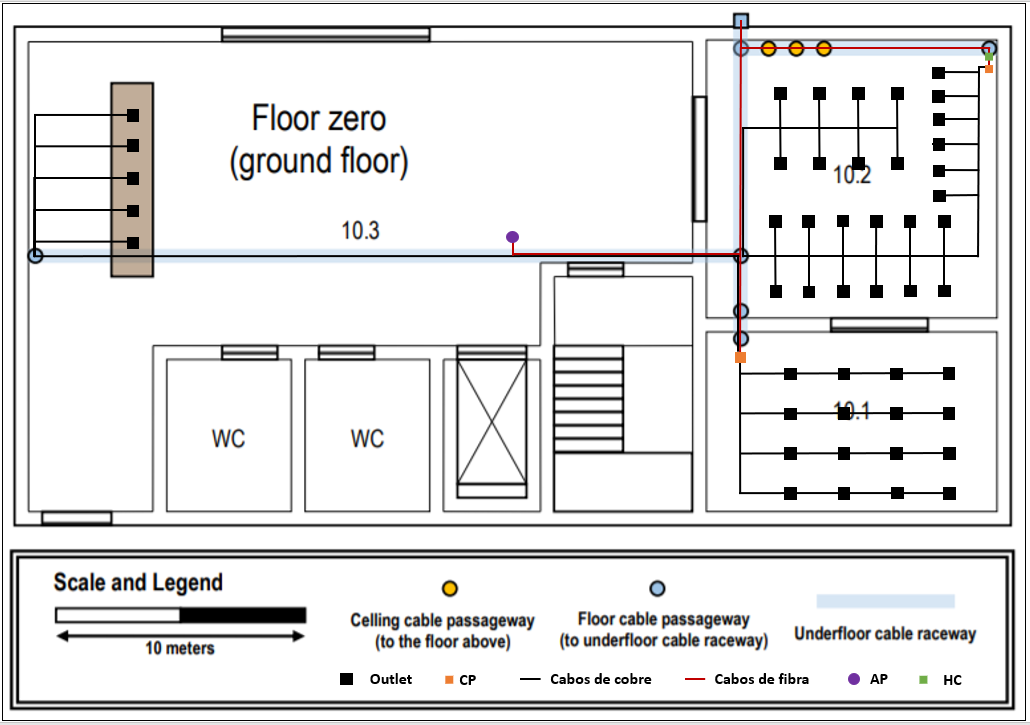 Floor zero
(ground floor)
10.3
10.2
10.1
WC
WC
Scale and Legend
10 meters
Celling cable passageway
(to the floor above)
Floor cable passageway
(to underfloor cable raceway)
Underfloor cable raceway
Outlet
CP
Cabos de cobre
Cabos de fibra
AP
HC